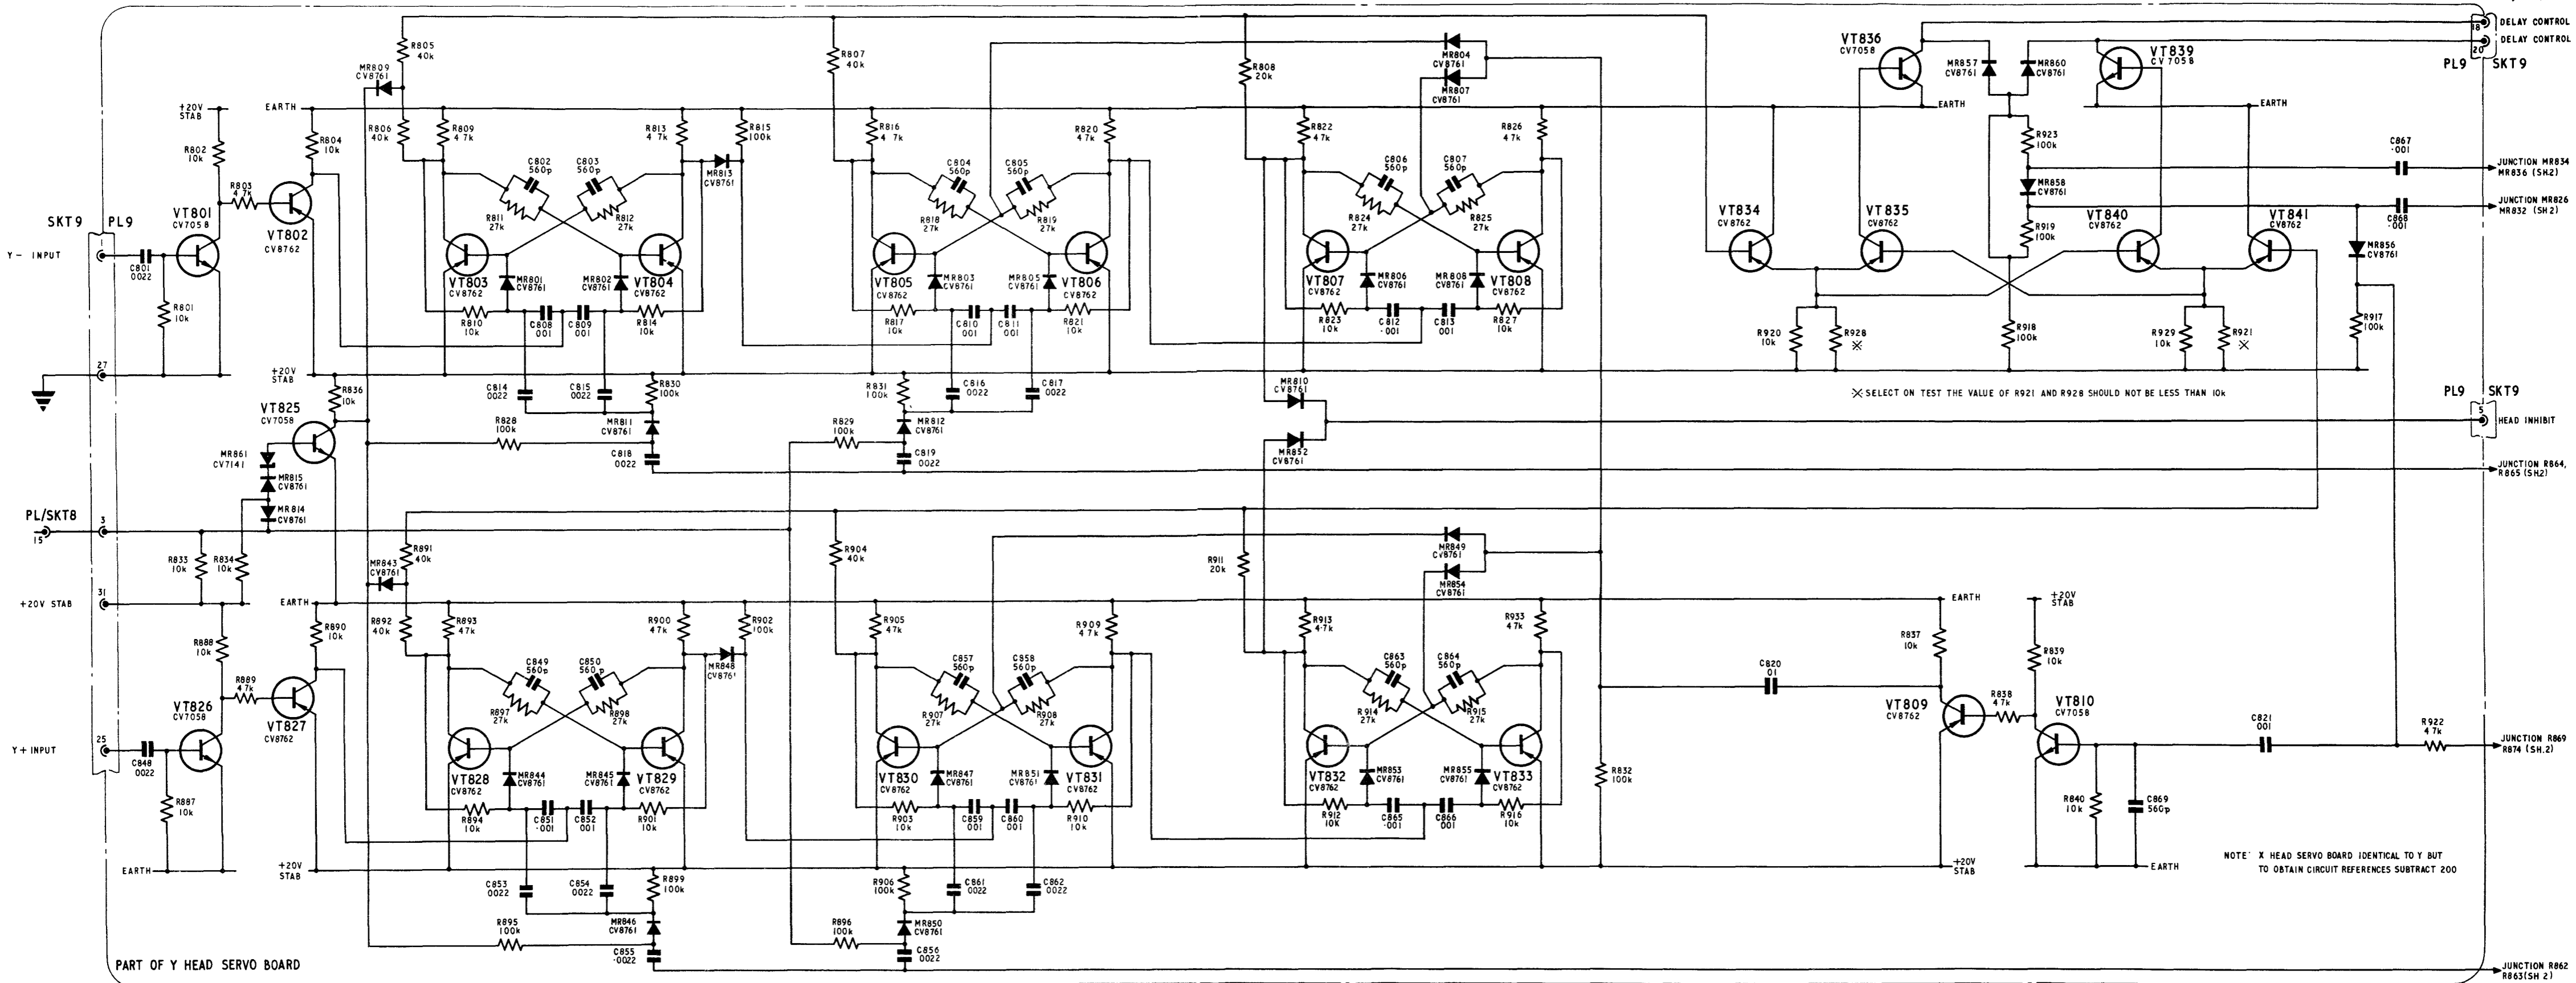 DELAY CONTROL
18
DELAY CONTROL
20
PL9 SKT9
VT836
CV7058
VT839
CV 7058
MR857
CV8761
MR860
CV8761
EARTH
EARTH
R805
40k
MR809
CV8761
R807
40k
R808
20k
MR804
CV8761
MR807
CV8761
+20V
STAB
EARTH
R802
10k
R804
10k
R806
40k
R809
4 7k
R813
4 7k
R815
100k
R816
4 7k
R820
4 7k
R822
4 7k
R826
4 7k
R923
100k
C867
·001
JUNCTION MR834
MR836 (SH.2)
C802
560p
C803
560p
MR813
CV8761
C804
560p
C805
560p
C806
560p
C807
560p
R803
4 7k
MR858
CV8761
JUNCTION MR826
MR832 (SH 2)
C868
·001
SKT9 PL9
VT801
CV7058
VT802
CV8762
R811
27k
R812
27k
R818
27k
R819
27k
R824
27k
R825
27k
VT834
CV8762
VT835
CV8762
R919
100k
VT840
CV8762
VT841
CV8762
MR856
CV8761
Y- INPUT
C801
0022
R801
10k
VT803
CV8762
MR801
CV8761
MR802
CV8761
VT804
CV8762
VT805
CV8762
MR803
CV8761
MR805
CV8761
VT806
CV8762
VT807
CV8762
MR806
CV8761
MR808
CV8761
VT808
CV8762
R810
10k
C808
001
C809
001
R814
10k
R817
10k
C810
001
C811
001
R821
10k
R823
10k
C812
·001
C813
001
R827
10k
R920
10k
R928
※
R918
100k
R929
10k
R921
※
R917
100k
27
+20V
STAB
R836
10k
C814
0022
C815
0022
R830
100k
R831
100k
C816
0022
C817
0022
MR810
CV8761
※ SELECT ON TEST THE VALUE OF R921 AND R928 SHOULD NOT BE LESS THAN 10k
PL9 SKT9
5
HEAD INHIBIT
VT825
CV7058
R828
100k
MR811
CV8761
R829
100k
MR812
CV8761
MR852
CV8761
MR861
CV7141
MR815
CV8761
C818
0022
C819
0022
JUNCTION R864,
R865 (SH.2)
MR814
CV8761
PL/SKT8
15
3
R833
10k
R834
10k
R891
40k
MR843
CV8761
R904
40k
R911
20k
MR849
CV8761
MR854
CV8761
31
+20V STAB
EARTH
EARTH
+20V
STAB
R888
10k
R890
10k
R892
40k
R893
47k
R900
47k
R902
100k
R905
47k
R909
4 7k
R913
4·7k
R933
4 7k
R837
10k
R839
10k
C849
560p
C850
560p
MR848
CV8761
C857
560p
C858
560p
C863
560p
C864
560p
C820
01
R889
4 7k
VT826
CV7058
VT827
CV8762
R897
27k
R898
27k
R907
27k
R908
27k
R914
27k
R915
27k
VT809
CV8762
R838
47k
VT810
CV7058
Y+ INPUT
25
C848
0022
R887
10k
VT828
CV8762
MR844
CV8761
MR845
CV8761
VT829
CV8762
VT830
CV8762
MR847
CV8761
MR851
CV8761
VT831
CV8762
VT832
CV8762
MR853
CV8761
MR855
CV8761
VT833
CV8762
R832
100k
C821
001
R922
4 7k
JUNCTION R869
R874 (SH.2)
R894
10k
C851
·001
C852
001
R901
10k
R903
10k
C859
001
C860
001
R910
10k
R912
10K
C865
·001
C866
001
R916
10k
R840
10k
C869
560p
EARTH
+20V
STAB
+20V
STAB
EARTH
NOTE' X HEAD SERVO BOARD IDENTICAL TO Y BUT
TO OBTAIN CIRCUIT REFERENCES SUBTRACT 200
C853
0022
C854
0022
R899
100k
R906
100k
C861
0022
C862
0022
R895
100k
MR846
CV8761
R896
100k
MR850
CV8761
C855
·0022
C856
0022
PART OF Y HEAD SERVO BOARD
JUNCTION R862
R863(SH 2)